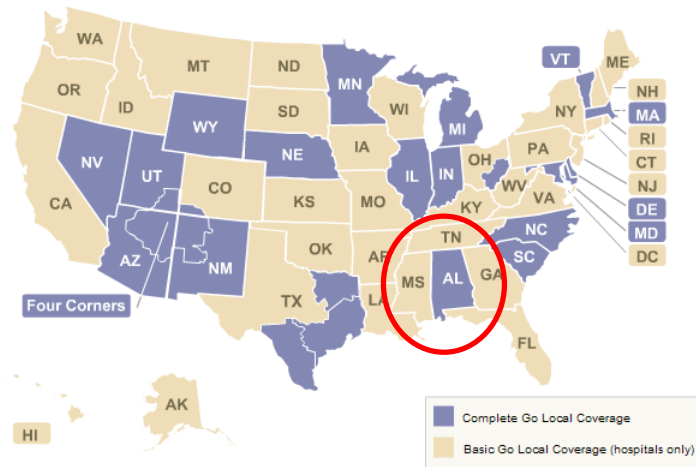 WA
MT
ND
MN
VT
ME
OR
ID
SD
WI
MI
NY
NH
MA
RI
CT
NJ
DE
MD
DC
WY
IA
NE
PA
NV
UT
CO
KS
MO
IL
IN
OH
WV
VA
KY
CA
AZ
NM
OK
AR
TN
NC
SC
MS
AL
GA
TX
LA
FL
Four Corners
AK
HI
Complete Go Local Coverage
Basic Go Local Coverage (hospitals only)